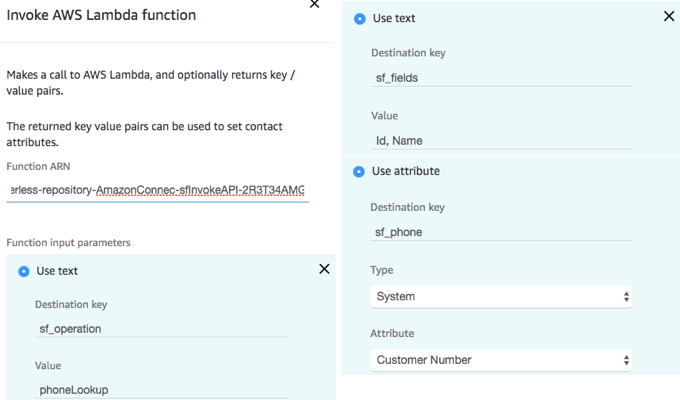 Invoke AWS Lambda function
Makes a call to AWS Lambda, and optionally returns key /
value pairs.
The returned key value pairs can be used to set contact
attributes.
Function ARN
erless-repository-AmazonConnec-sfInvokeAPI-2R3T34AMG
Function input parameters
Use text
Destination key
sf_operation
Value
phoneLookup
Use text
Destination key
sf_fields
Value
Id, Name
Use attribute
Destination key
sf_phone
Type
System
Attribute
Customer Number